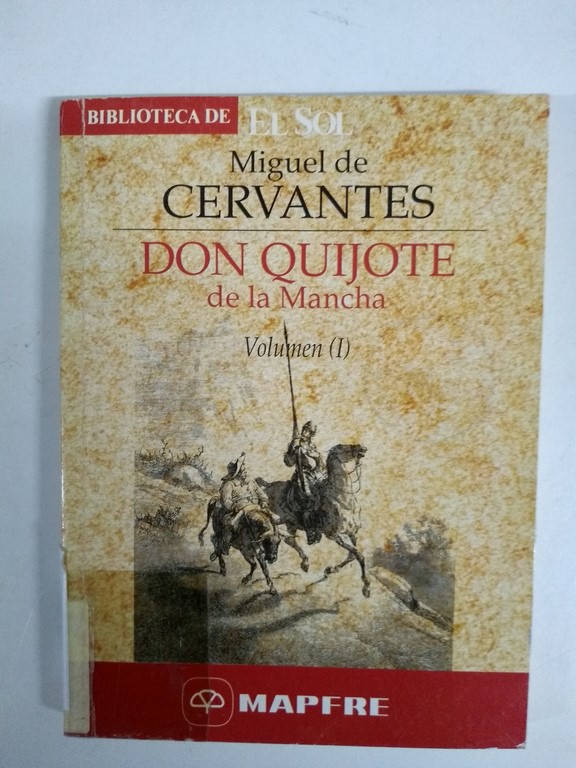 BIBLIOTECA DE EL SOL
Miguel de
CERVANTES
DON QUIJOTE
de la Mancha
Volumen (I)
MAPFRE